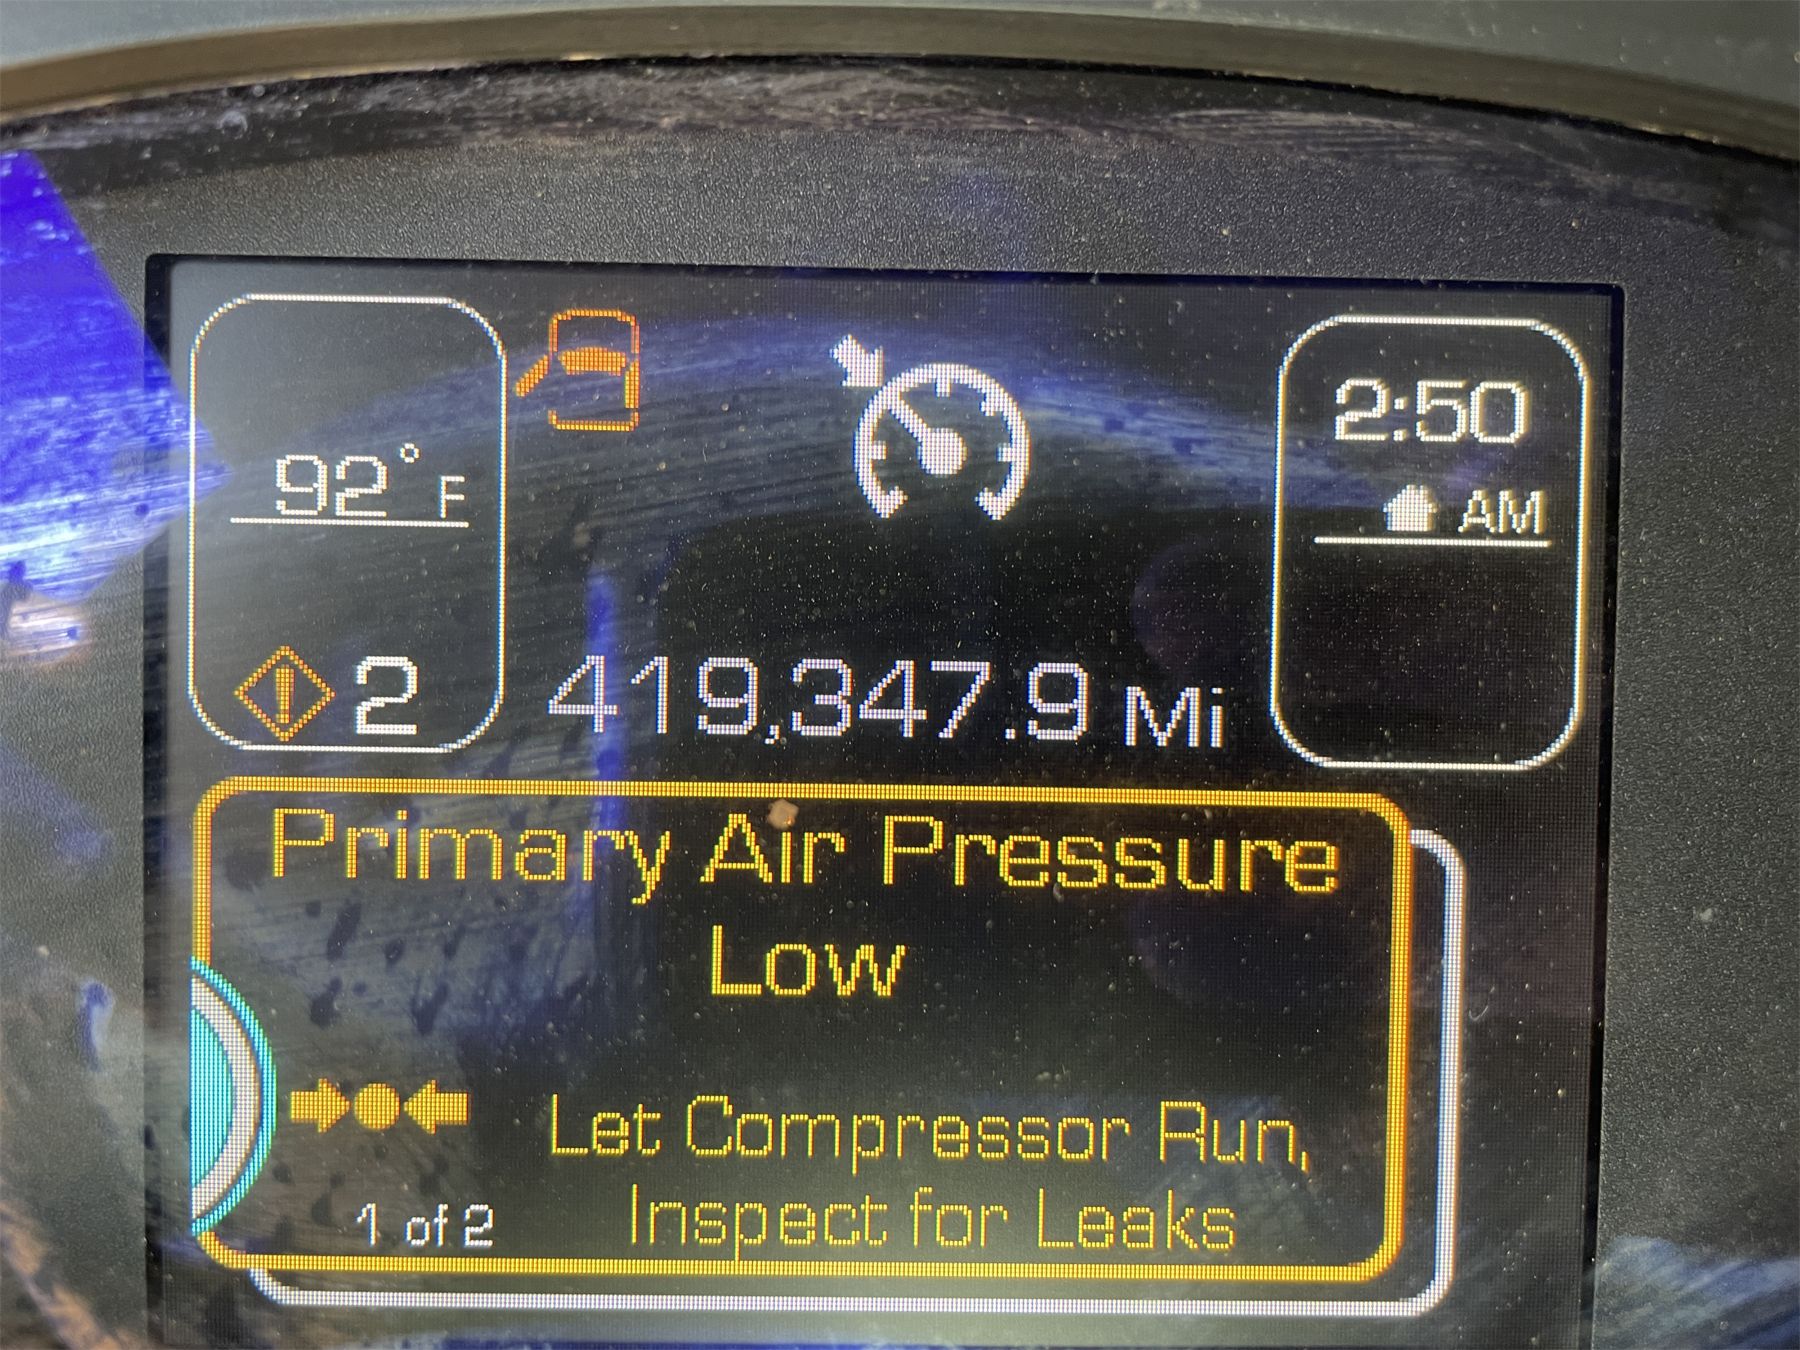 92° F
2:50
AM
2
419,347.9 Mi
Primary Air Pressure
Low
Let Compressor Run,
Inspect for Leaks
1 of 2